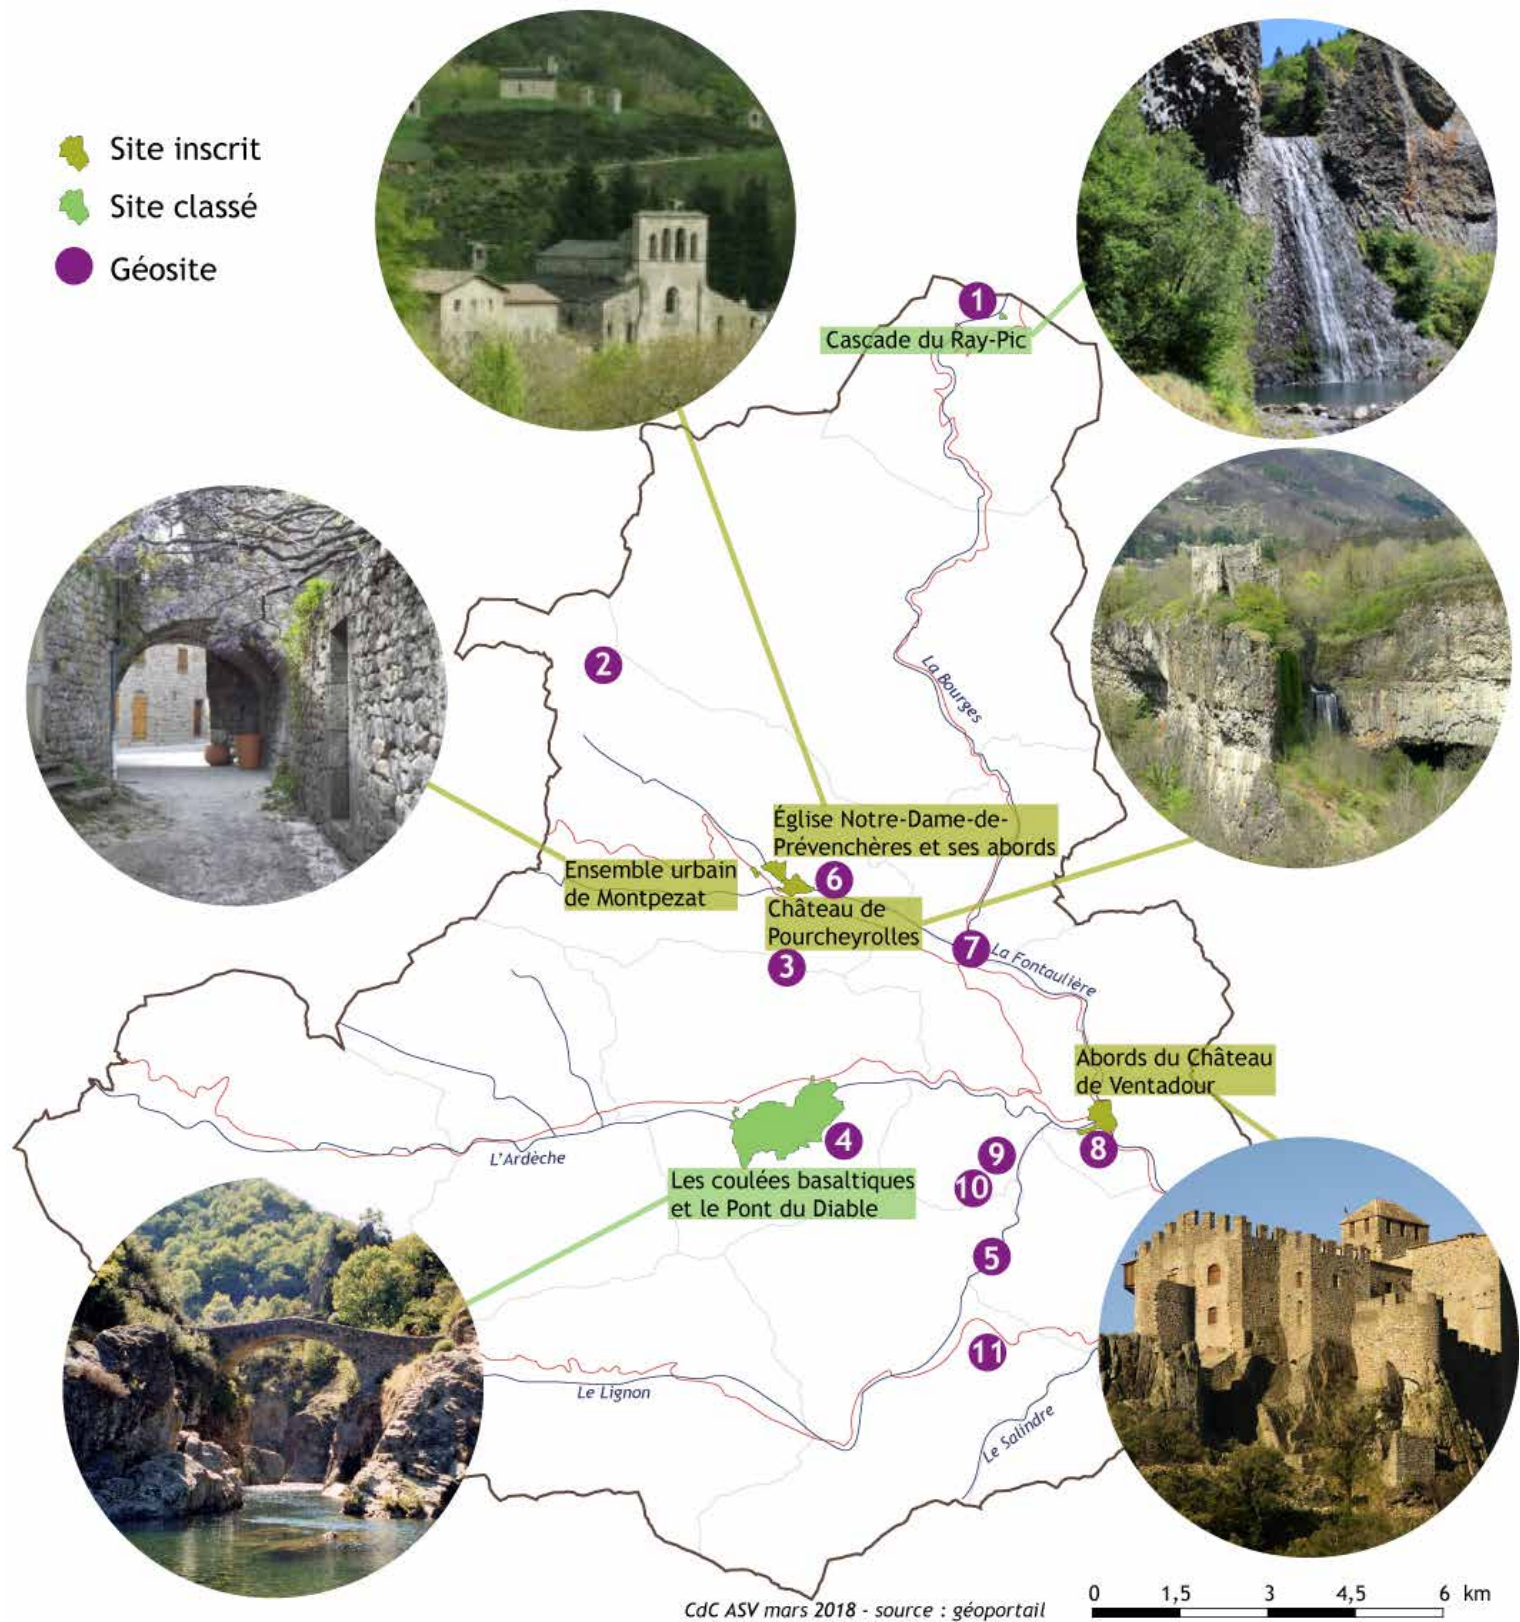 Site inscrit
Site classé
Géosite
1
Cascade du Ray-Pic
2
La Bourges
Église Notre-Dame-de-
Prévenchères et ses abords
Ensemble urbain
de Montpezat
6
Château de
Pourcheyrolles
7
La Fontaulière
3
Abords du Château
de Ventadour
4
L'Ardèche
9
8
10
Les coulées basaltiques
et le Pont du Diable
5
11
Le Lignon
Le Salindre
CdC ASV mars 2018 - source : géoportail
0 1,5 3 4,5 6 km